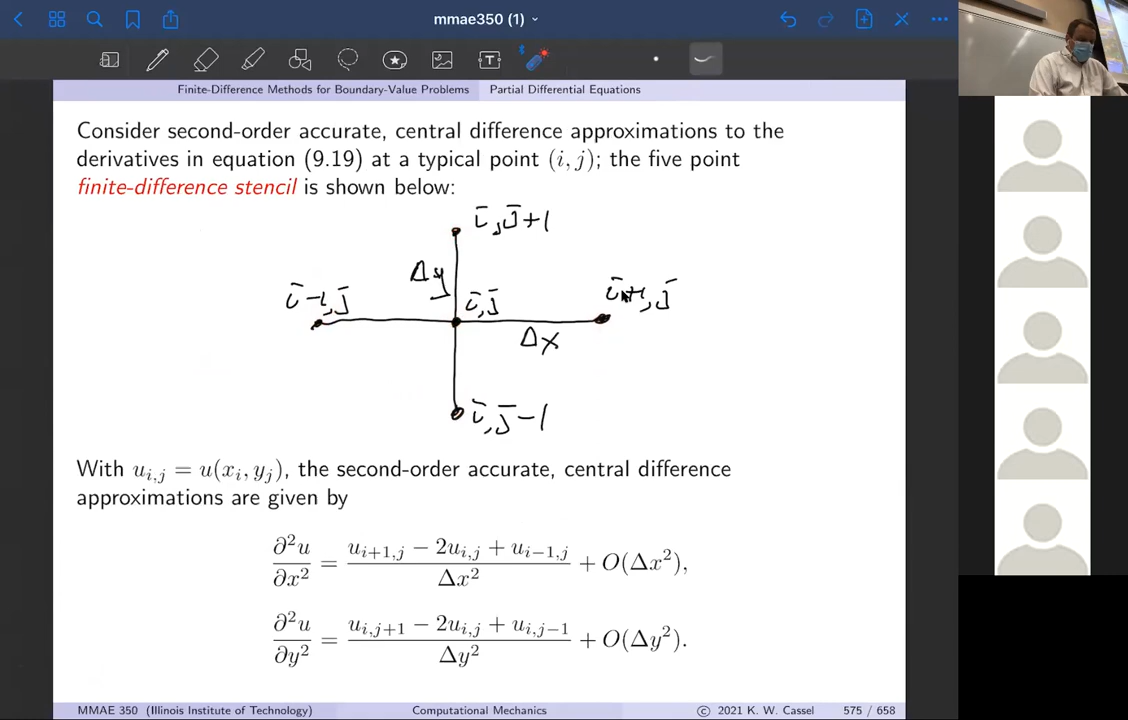 mmae350 (1)
Finite-Difference Methods for Boundary-Value Problems Partial Differential Equations
Consider second-order accurate, central difference approximations to the
derivatives in equation (9.19) at a typical point (i, j); the five point
finite-difference stencil is shown below:
i, j+1
Δy
i-1, j i, j i+1, j
Δx
i, j-1
With u_{i,j} = u(x_i, y_j), the second-order accurate, central difference
approximations are given by
∂²u/∂x² = (u_{i+1,j} − 2u_{i,j} + u_{i−1,j})/Δx² + O(Δx²),
∂²u/∂y² = (u_{i,j+1} − 2u_{i,j} + u_{i,j−1})/Δy² + O(Δy²).
MMAE 350 (Illinois Institute of Technology) Computational Mechanics © 2021 K. W. Cassel 575 / 658